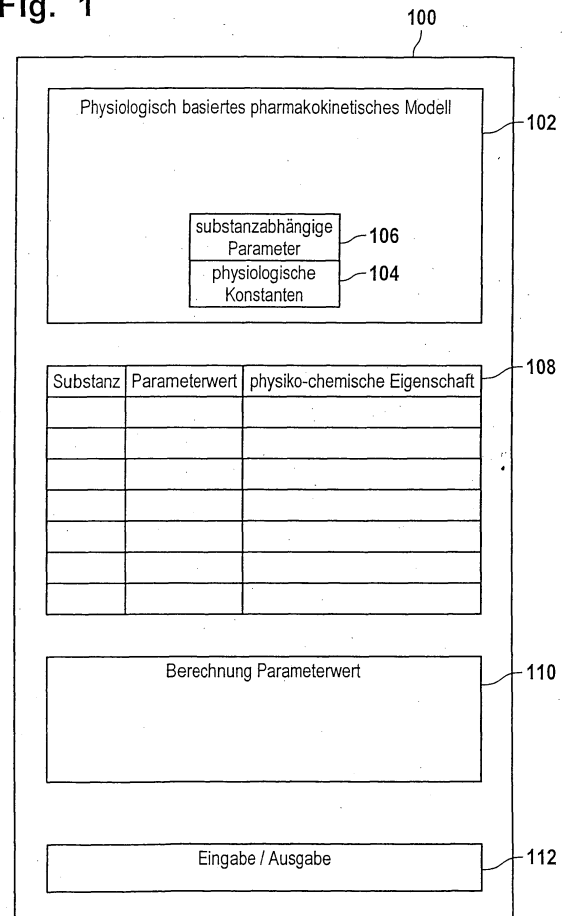 Fig. 1
100
Physiologisch basiertes pharmakokinetisches Modell
102
substanzabhängige
Parameter
106
physiologische
Konstanten
104
108
Substanz Parameterwert physiko-chemische Eigenschaft
Berechnung Parameterwert
110
Eingabe / Ausgabe
112